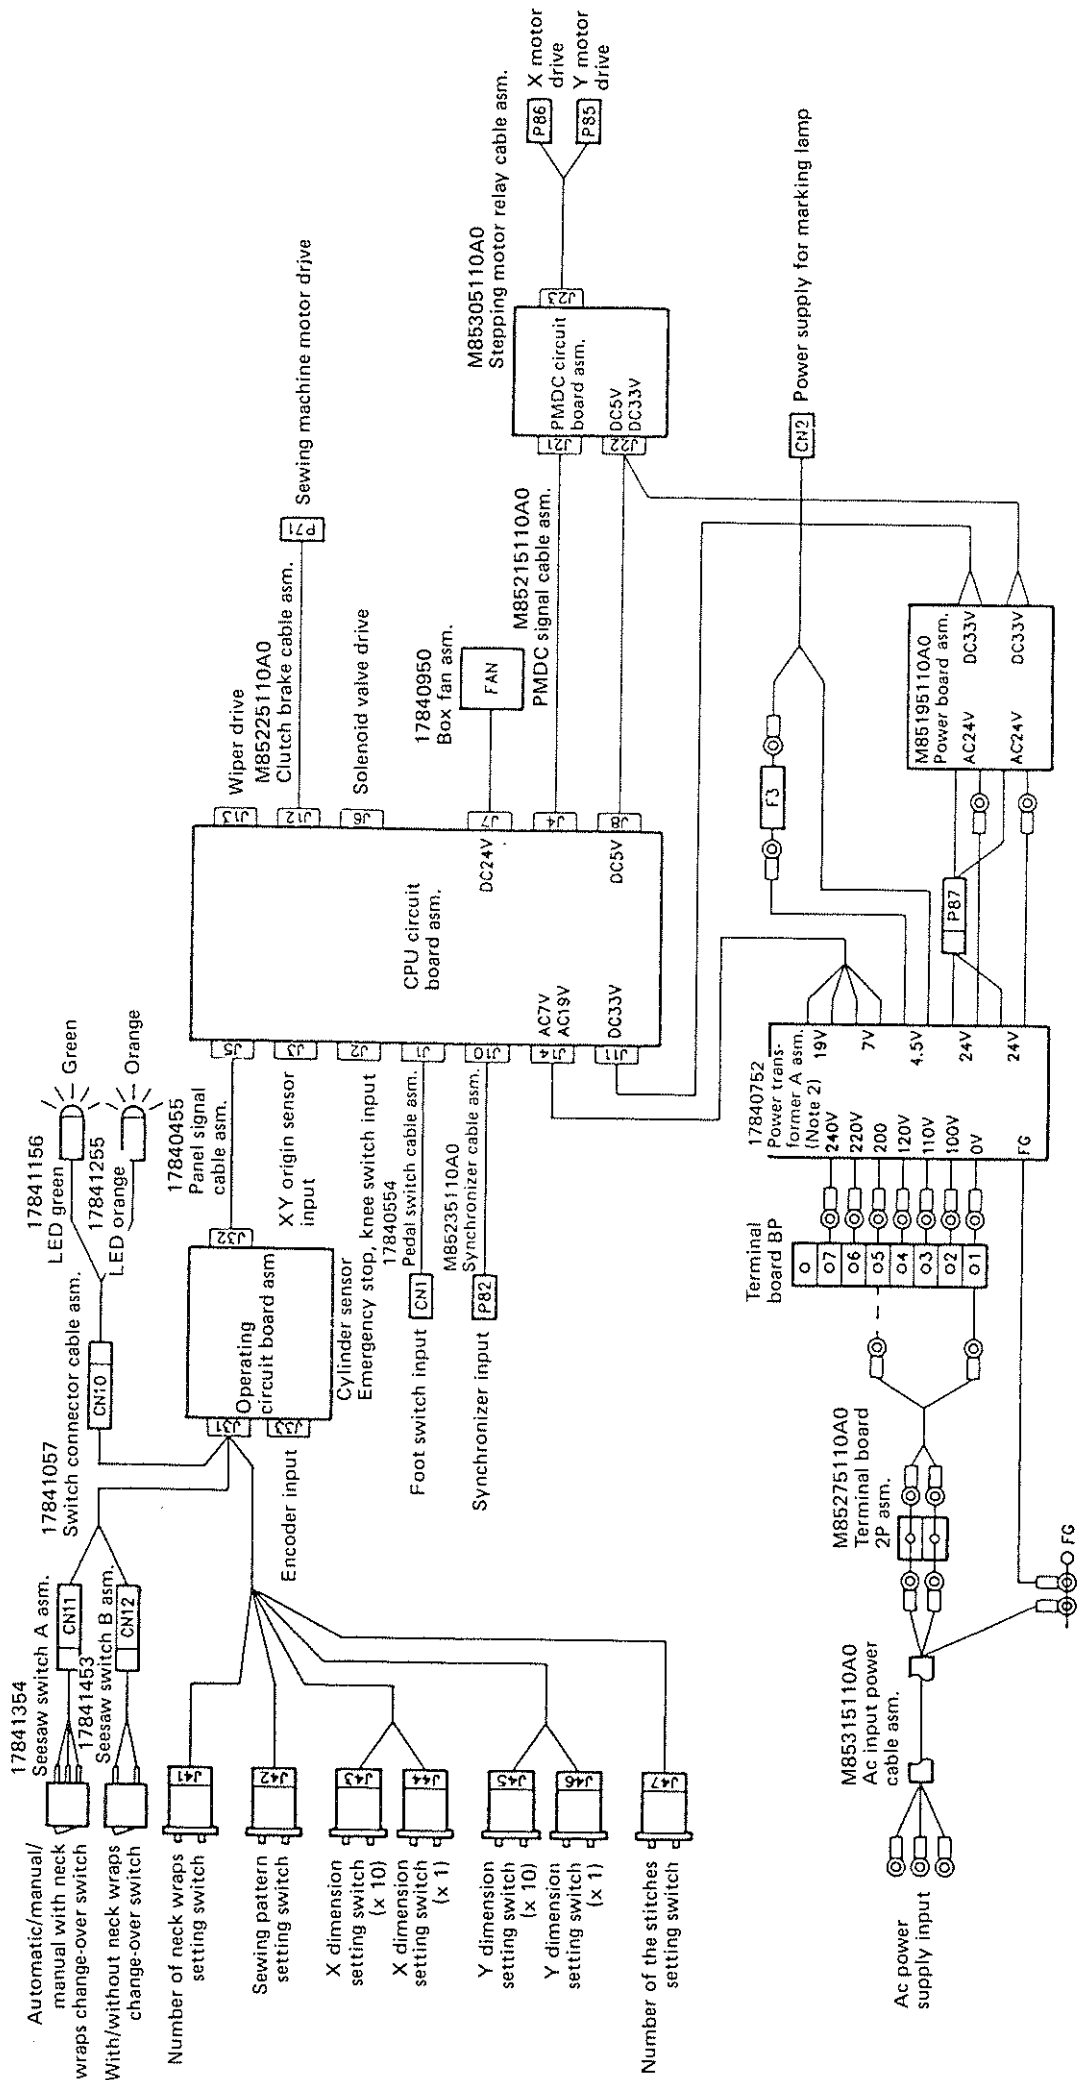 Automatic/manual/
manual with neck
wraps change-over switch
With/without neck wraps
change-over switch
Number of neck wraps
setting switch
Sewing pattern
setting switch
X dimension
setting switch
(x 10)
X dimension
setting switch
(x 1)
Y dimension
setting switch
(x 10)
Y dimension
setting switch
(x 1)
Number of the stitches
setting switch
17841354
Seesaw switch A asm.
CN11
17841453
Seesaw switch B asm.
CN12
J41
J42
J43
J44
J45
J46
J47
17841057
Switch connector cable asm.
CN10
17841156
LED green
Green
17841255
LED orange
Orange
Encoder input
J31
J33
Operating
circuit board asm
J32
17840455
Panel signal
cable asm.
XY origin sensor
input
Cylinder sensor
Emergency stop, knee switch input
17840554
Pedal switch cable asm.
Foot switch input
CN1
M85235110A0
Synchronizer cable asm.
Synchronizer input
P82
J5
J3
J2
J1
J10
J14
J11
AC7V
AC19V
DC33V
CPU circuit
board asm.
DC24V
DC5V
J13
J12
J6
J7
J4
J8
Wiper drive
M85225110A0
Clutch brake cable asm.
P71
Sewing machine motor drive
Solenoid valve drive
17840950
Box fan asm.
FAN
M85215110A0
PMDC signal cable asm.
J21
J22
PMDC circuit
board asm.
DC5V
DC33V
J23
M85305110A0
Stepping motor relay cable asm.
P86
X motor
drive
P85
Y motor
drive
CN2
Power supply for marking lamp
F3
P87
M85195110A0
Power board asm.
AC24V
DC33V
AC24V
DC33V
17840752
Power trans-
former A asm.
(Note 2)
240V
220V
200
120V
110V
100V
0V
FG
19V
7V
4.5V
24V
24V
Terminal
board BP
O
O7
O6
O5
O4
O3
O2
O1
M85275110A0
Terminal board
2P asm.
M85315110A0
Ac input power
cable asm.
Ac power
supply input
FG